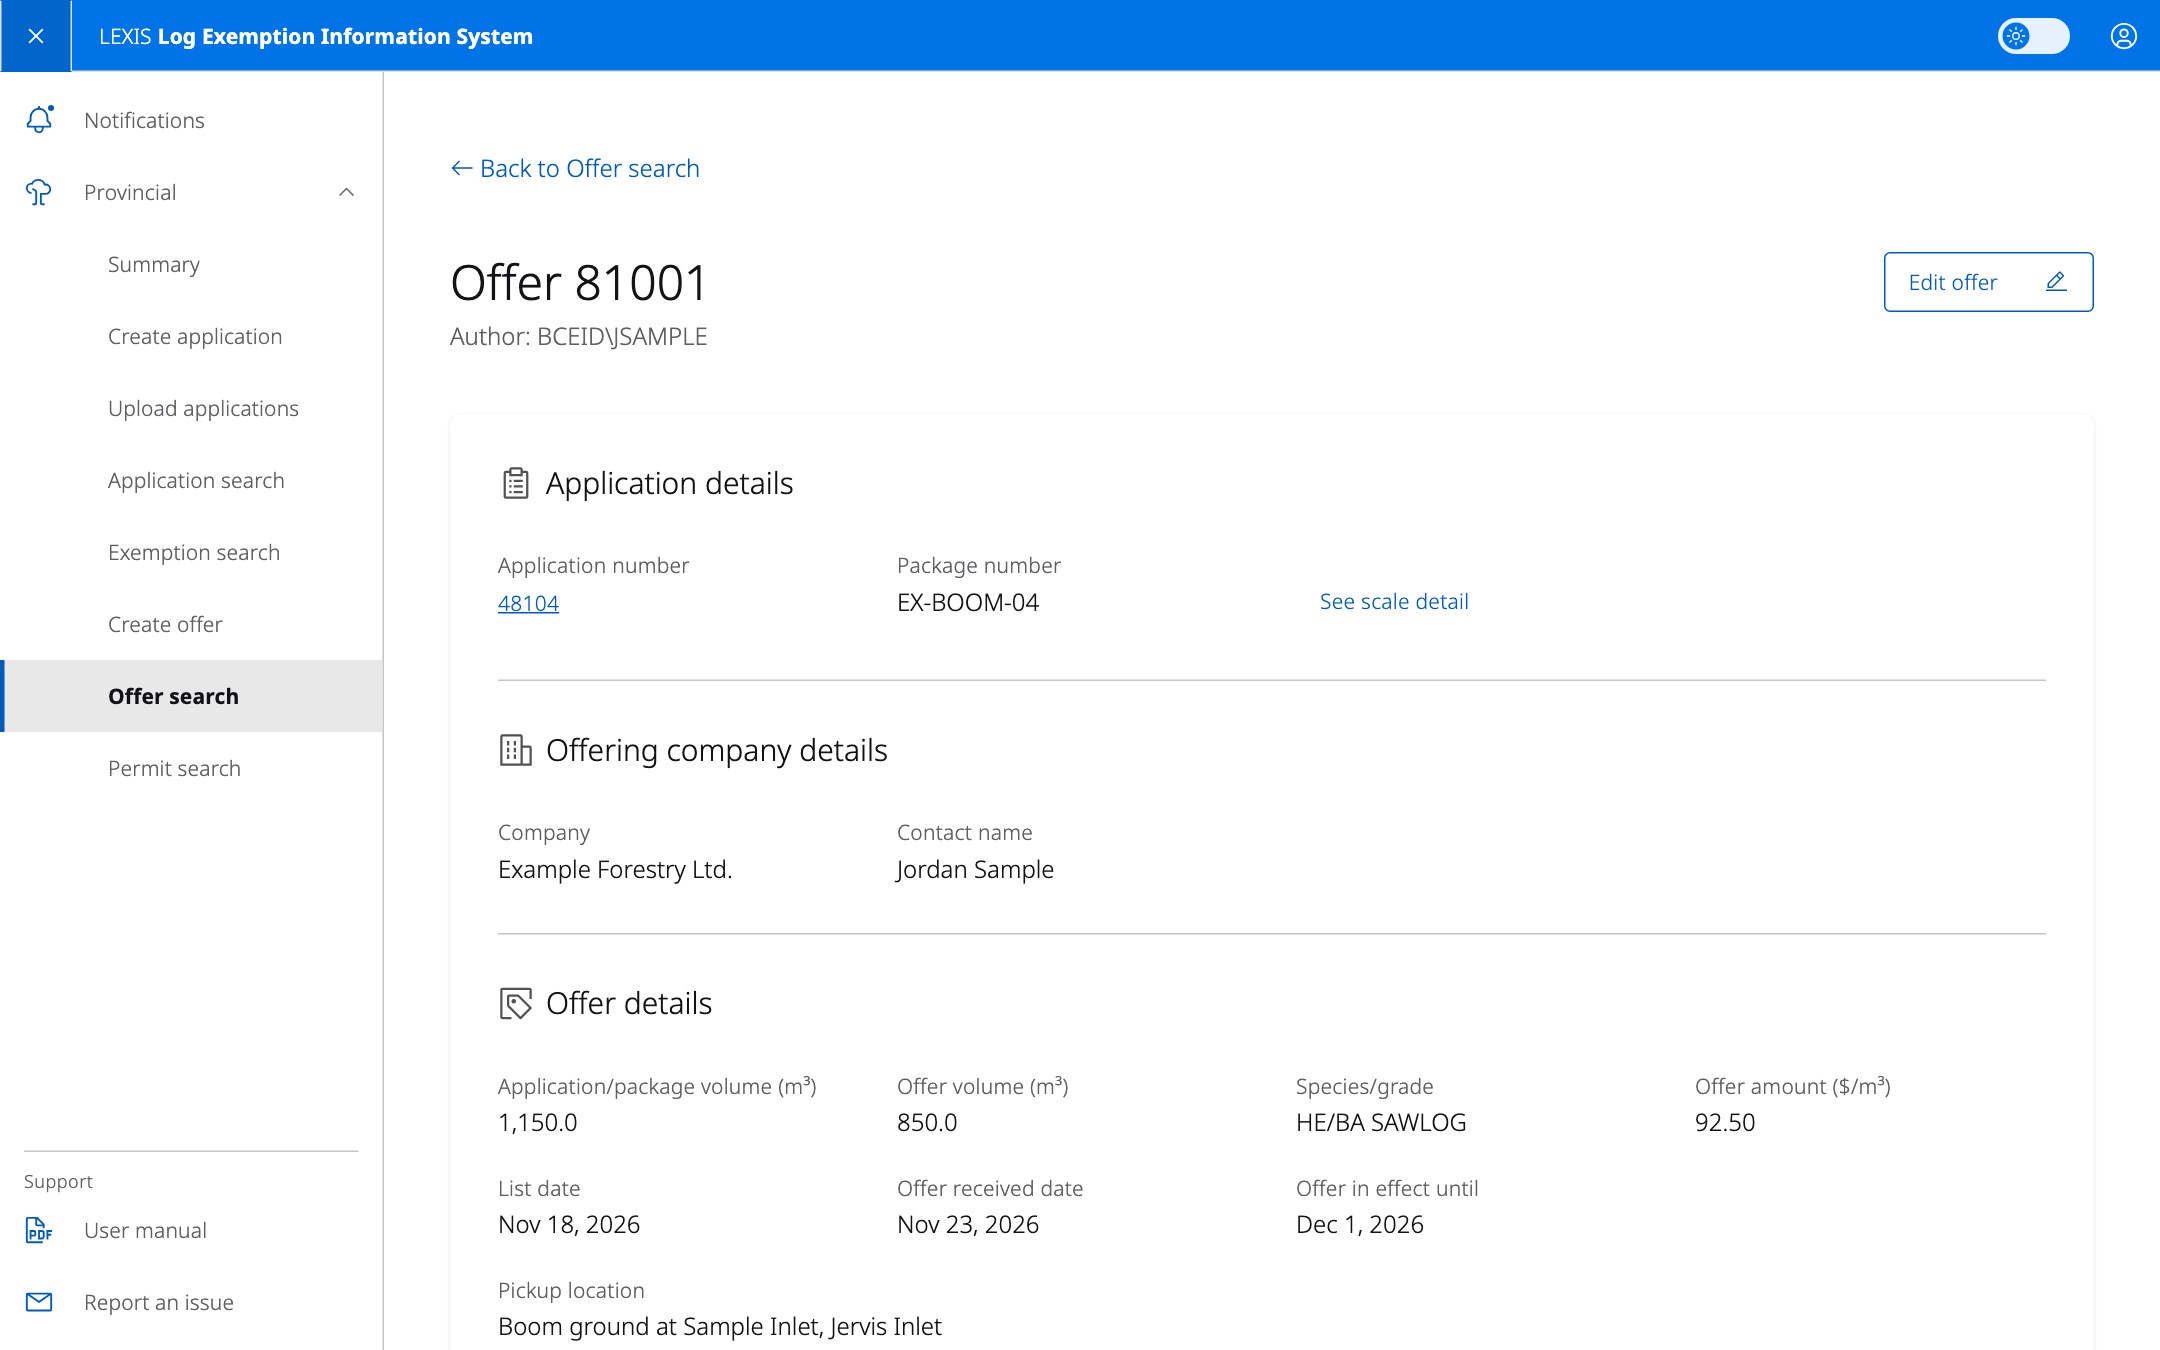 LEXIS Log Exemption Information System
Notifications
Provincial
Summary
Create application
Upload applications
Application search
Exemption search
Create offer
Offer search
Permit search
Support
PDF User manual
Report an issue
← Back to Offer search
Offer 81001
Author: BCEID\JSAMPLE
Edit offer
Application details
Application number
48104
Package number
EX-BOOM-04
See scale detail
Offering company details
Company
Example Forestry Ltd.
Contact name
Jordan Sample
Offer details
Application/package volume (m³)
1,150.0
Offer volume (m³)
850.0
Species/grade
HE/BA SAWLOG
Offer amount ($/m³)
92.50
List date
Nov 18, 2026
Offer received date
Nov 23, 2026
Offer in effect until
Dec 1, 2026
Pickup location
Boom ground at Sample Inlet, Jervis Inlet